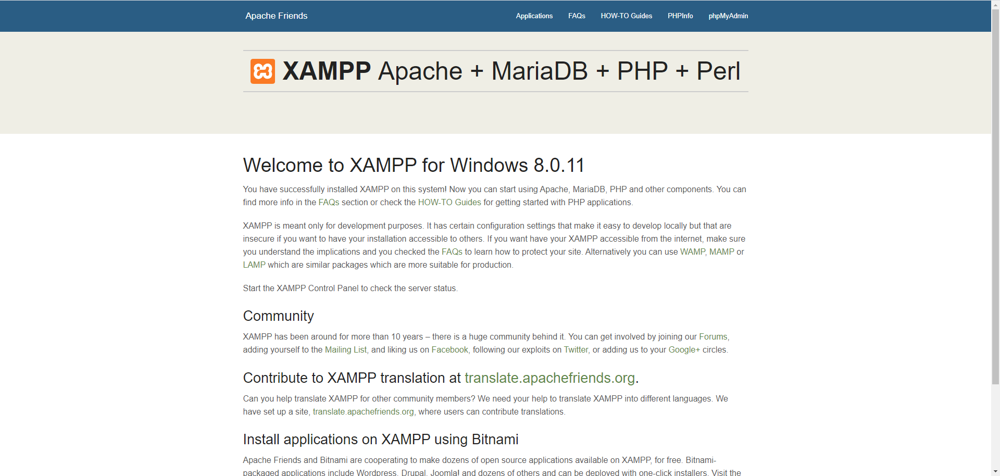 Apache Friends
Applications FAQs HOW-TO Guides PHPInfo phpMyAdmin
XAMPP Apache + MariaDB + PHP + Perl
Welcome to XAMPP for Windows 8.0.11
You have successfully installed XAMPP on this system! Now you can start using Apache, MariaDB, PHP and other components. You can
find more info in the FAQs section or check the HOW-TO Guides for getting started with PHP applications.
XAMPP is meant only for development purposes. It has certain configuration settings that make it easy to develop locally but that are
insecure if you want to have your installation accessible to others. If you want have your XAMPP accessible from the internet, make sure
you understand the implications and you checked the FAQs to learn how to protect your site. Alternatively you can use WAMP, MAMP or
LAMP which are similar packages which are more suitable for production.
Start the XAMPP Control Panel to check the server status.
Community
XAMPP has been around for more than 10 years – there is a huge community behind it. You can get involved by joining our Forums,
adding yourself to the Mailing List, and liking us on Facebook, following our exploits on Twitter, or adding us to your Google+ circles.
Contribute to XAMPP translation at translate.apachefriends.org.
Can you help translate XAMPP for other community members? We need your help to translate XAMPP into different languages. We
have set up a site, translate.apachefriends.org, where users can contribute translations.
Install applications on XAMPP using Bitnami
Apache Friends and Bitnami are cooperating to make dozens of open source applications available on XAMPP, for free. Bitnami-
packaged applications include Wordpress, Drupal, Joomla! and dozens of others and can be deployed with one-click installers. Visit the